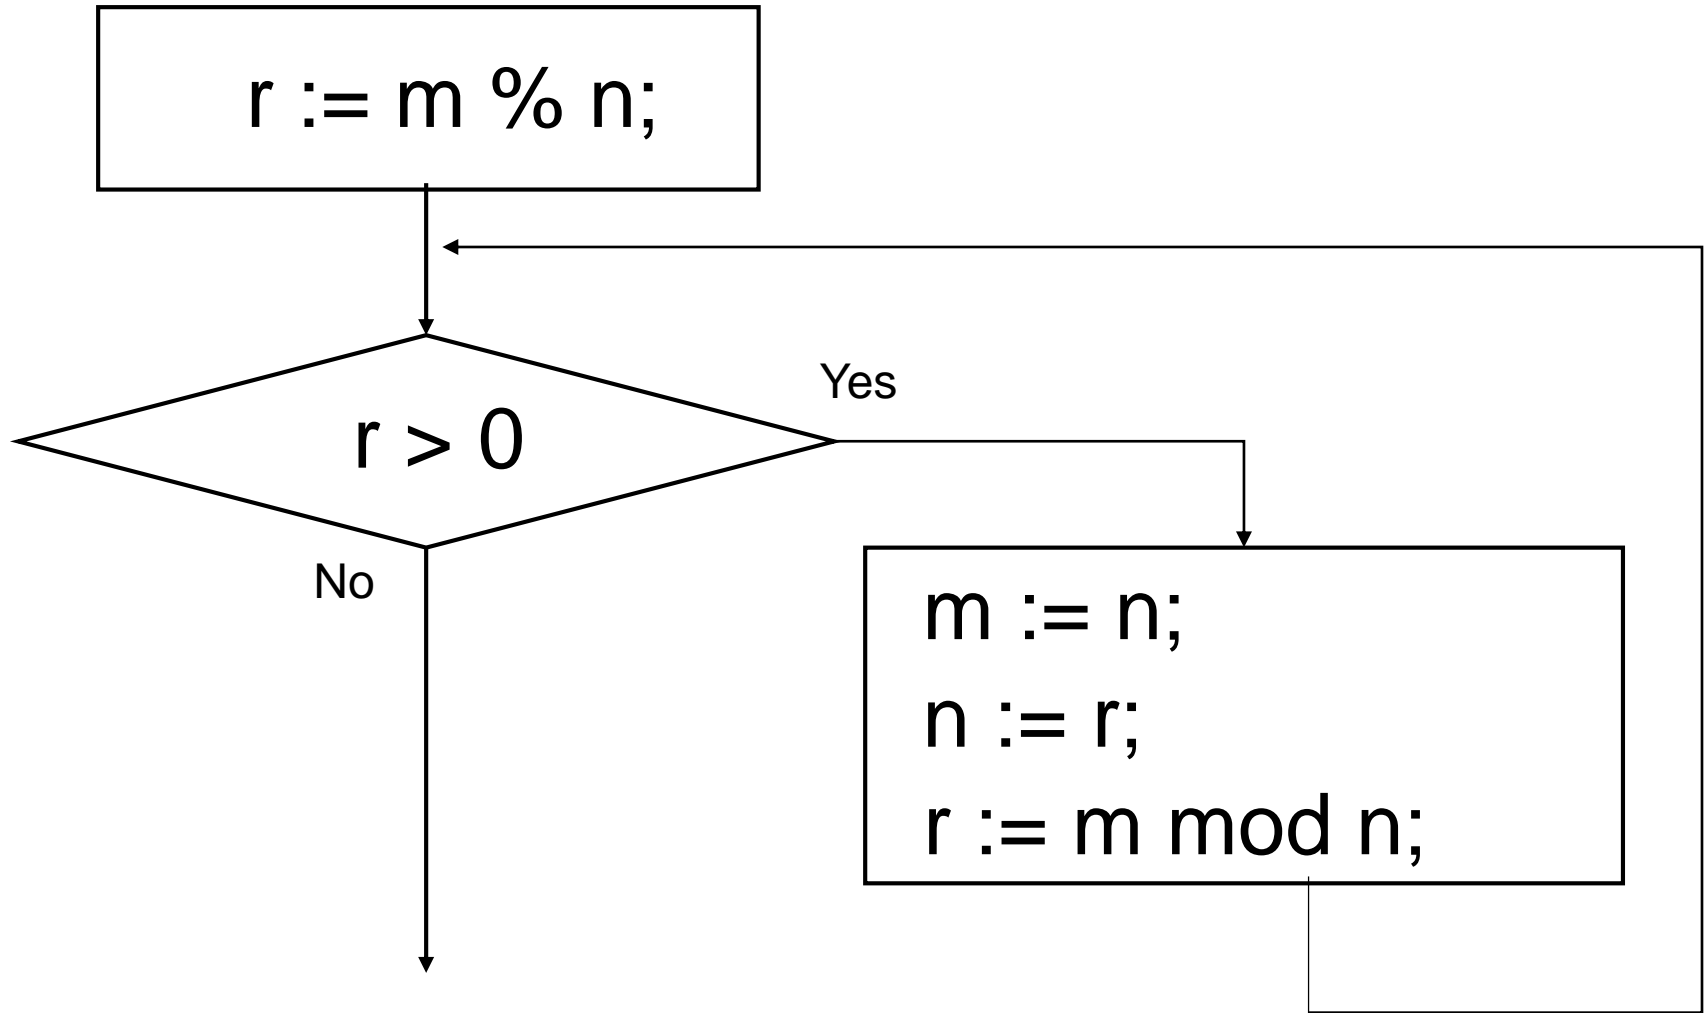 r := m % n;
Yes
r > 0
No
m := n;
n := r;
r := m mod n;